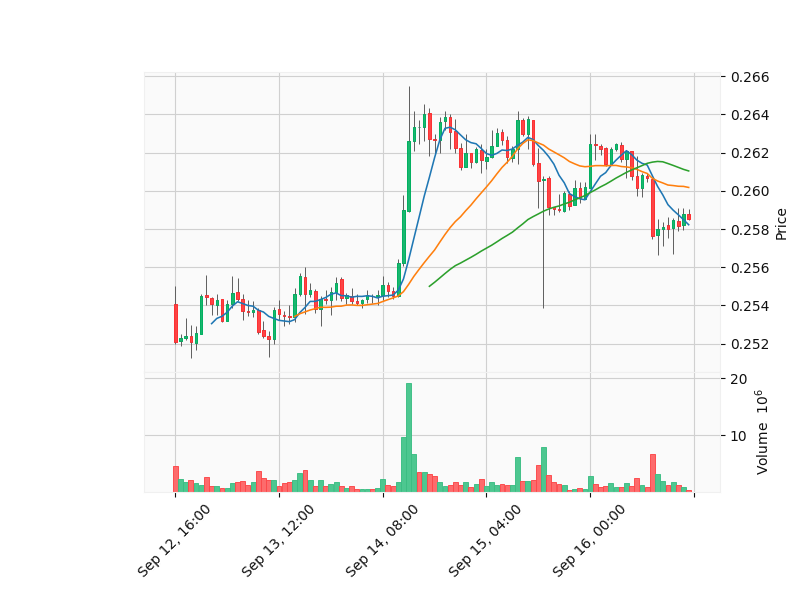 0.266
0.264
0.262
0.260
0.258
0.256
0.254
0.252
Price
20
10
Volume 10⁶
Sep 12, 16:00
Sep 13, 12:00
Sep 14, 08:00
Sep 15, 04:00
Sep 16, 00:00